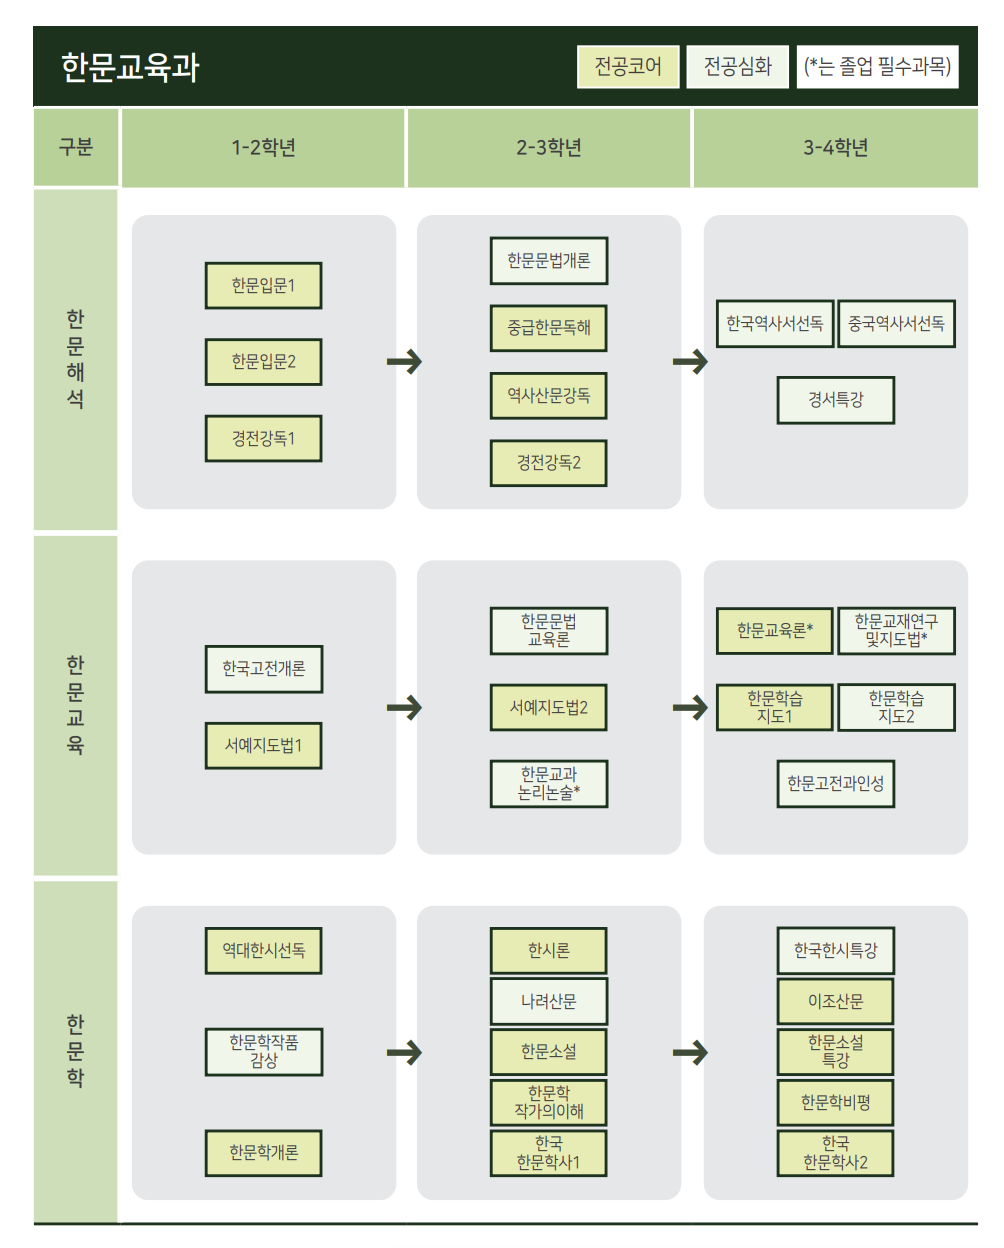 한문교육과
전공코어
전공심화
(*는 졸업 필수과목)
구분
1-2학년
2-3학년
3-4학년
한
문
해
석
한문입문1
한문입문2
경전강독1
한문문법개론
중급한문독해
역사산문강독
경전강독2
한국역사서선독
중국역사서선독
경서특강
한
문
교
육
한국고전개론
서예지도법1
한문문법
교육론
서예지도법2
한문교과
논리논술*
한문교육론*
한문교재연구
및지도법*
한문학습
지도1
한문학습
지도2
한문고전과인성
한
문
학
역대한시선독
한문학작품
감상
한문학개론
한시론
나려산문
한문소설
한문학
작가의이해
한국
한문학사1
한국한시특강
이조산문
한문소설
특강
한문학비평
한국
한문학사2